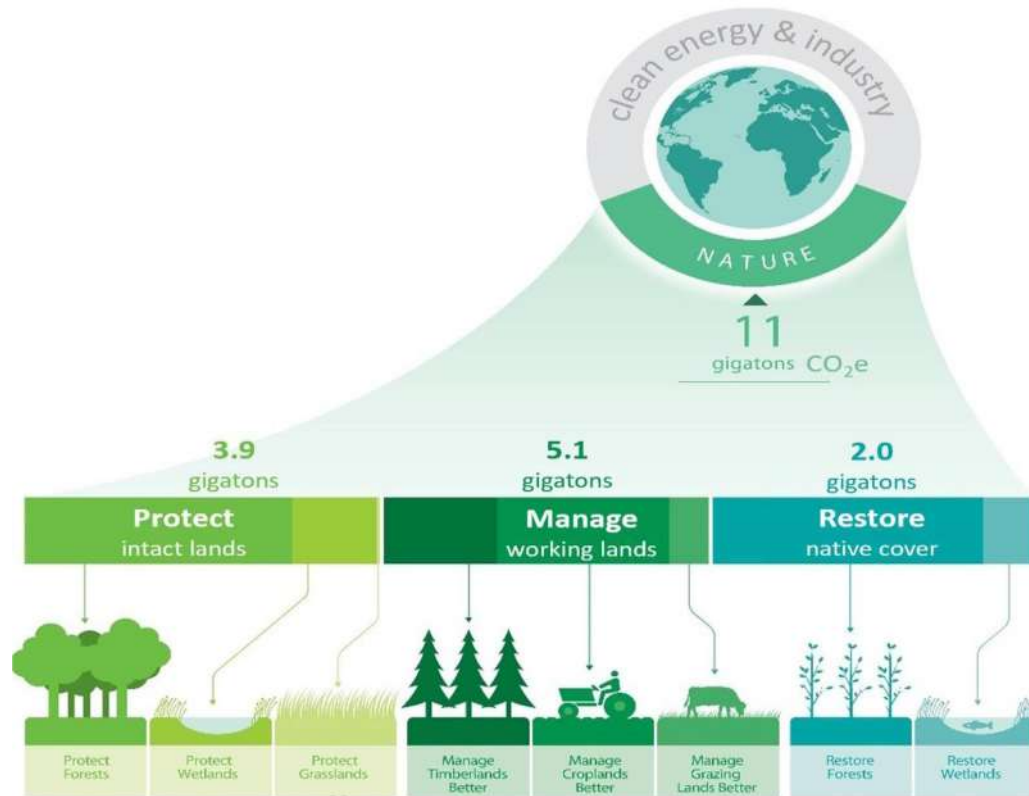 clean energy & industry
NATURE
11
gigatons CO₂e
3.9
gigatons
5.1
gigatons
2.0
gigatons
Protect
intact lands
Manage
working lands
Restore
native cover
Protect
Forests
Protect
Wetlands
Protect
Grasslands
Manage
Timberlands
Better
Manage
Croplands
Better
Manage
Grazing
Lands Better
Restore
Forests
Restore
Wetlands